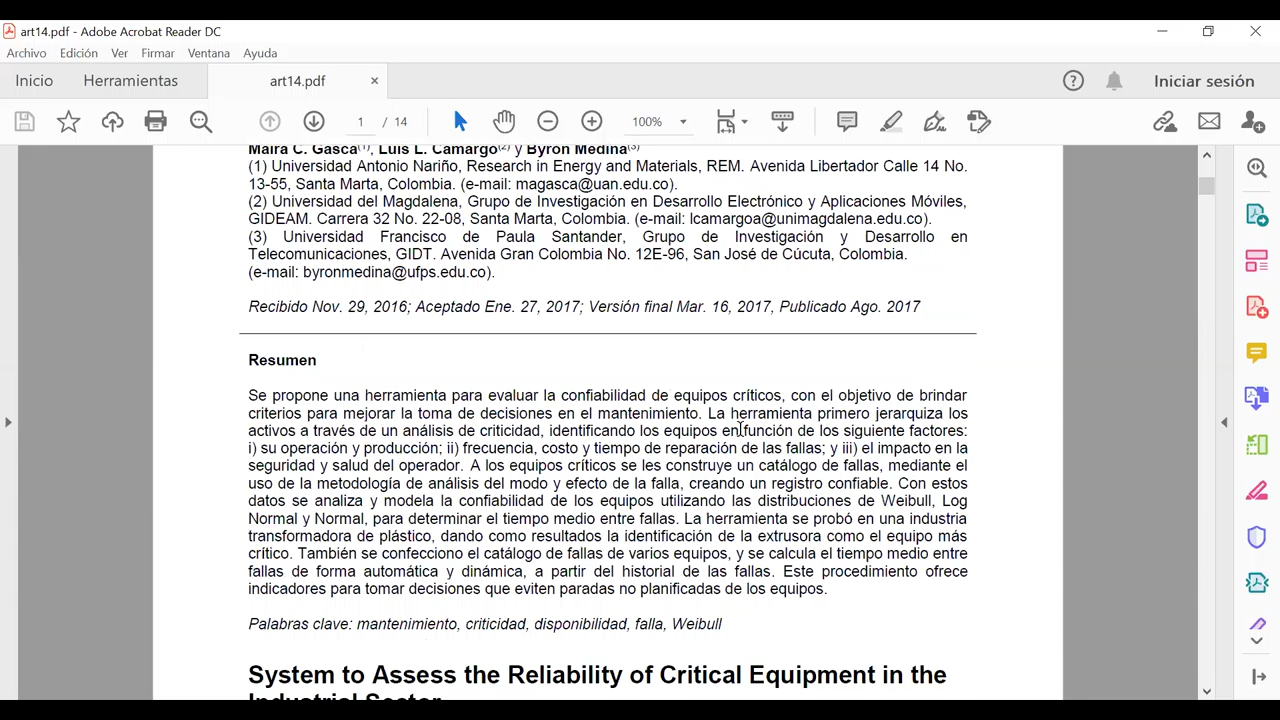 art14.pdf - Adobe Acrobat Reader DC
Archivo Edición Ver Firmar Ventana Ayuda
Inicio Herramientas art14.pdf Iniciar sesión
1 / 14 100%
Maira C. Gasca(1), Luis L. Camargo(2) y Byron Medina(3)
(1) Universidad Antonio Nariño, Research in Energy and Materials, REM. Avenida Libertador Calle 14 No.
13-55, Santa Marta, Colombia. (e-mail: magasca@uan.edu.co).
(2) Universidad del Magdalena, Grupo de Investigación en Desarrollo Electrónico y Aplicaciones Móviles,
GIDEAM. Carrera 32 No. 22-08, Santa Marta, Colombia. (e-mail: lcamargoa@unimagdalena.edu.co).
(3) Universidad Francisco de Paula Santander, Grupo de Investigación y Desarrollo en
Telecomunicaciones, GIDT. Avenida Gran Colombia No. 12E-96, San José de Cúcuta, Colombia.
(e-mail: byronmedina@ufps.edu.co).
Recibido Nov. 29, 2016; Aceptado Ene. 27, 2017; Versión final Mar. 16, 2017, Publicado Ago. 2017
Resumen
Se propone una herramienta para evaluar la confiabilidad de equipos críticos, con el objetivo de brindar
criterios para mejorar la toma de decisiones en el mantenimiento. La herramienta primero jerarquiza los
activos a través de un análisis de criticidad, identificando los equipos en función de los siguiente factores:
i) su operación y producción; ii) frecuencia, costo y tiempo de reparación de las fallas; y iii) el impacto en la
seguridad y salud del operador. A los equipos críticos se les construye un catálogo de fallas, mediante el
uso de la metodología de análisis del modo y efecto de la falla, creando un registro confiable. Con estos
datos se analiza y modela la confiabilidad de los equipos utilizando las distribuciones de Weibull, Log
Normal y Normal, para determinar el tiempo medio entre fallas. La herramienta se probó en una industria
transformadora de plástico, dando como resultados la identificación de la extrusora como el equipo más
crítico. También se confecciono el catálogo de fallas de varios equipos, y se calcula el tiempo medio entre
fallas de forma automática y dinámica, a partir del historial de las fallas. Este procedimiento ofrece
indicadores para tomar decisiones que eviten paradas no planificadas de los equipos.
Palabras clave: mantenimiento, criticidad, disponibilidad, falla, Weibull
System to Assess the Reliability of Critical Equipment in the
Industrial Sector